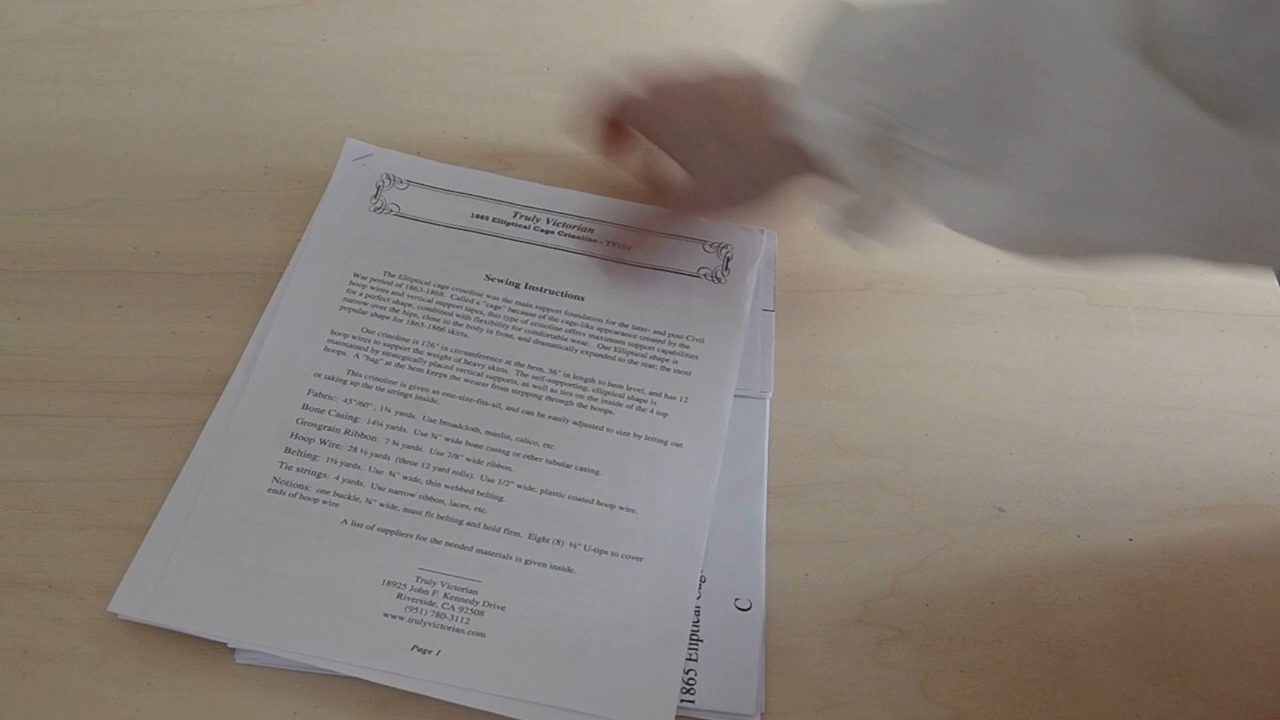 Truly Victorian
1865 Elliptical Cage Crinoline - TV103
Sewing Instructions
The Elliptical cage crinoline was the main support foundation for the later- and post-Civil
War period of 1863-1868. Called a "cage" because of the cage-like appearance created by the
hoop wires and vertical support tapes, this type of crinoline offers maximum support capabilities
for a perfect shape, combined with flexibility for comfortable wear. Our Elliptical shape is
narrow over the hips, close to the body in front, and dramatically expanded to the rear; the most
popular shape for 1865-1866 skirts.
Our crinoline is 126" in circumference at the hem, 36" in length to hem level, and has 12
hoop wires to support the weight of heavy skirts. The self-supporting, elliptical shape is
maintained by strategically placed vertical supports, as well as ties on the inside of the 4 top
hoops. A "bag" at the hem keeps the wearer from stepping through the hoops.
This crinoline is given as one-size-fits-all, and can be easily adjusted to size by letting out
or taking up the tie strings inside.
Fabric: 45"/60", 1¾ yards. Use broadcloth, muslin, calico, etc.
Bone Casing: 14¼ yards. Use ¾" wide bone casing or other tubular casing.
Grosgrain Ribbon: 7 ¾ yards. Use 7/8" wide ribbon.
Hoop Wire: 28 ½ yards (three 12 yard rolls). Use 1/2" wide, plastic coated hoop wire.
Belting: 1½ yards. Use ¾" wide, thin webbed belting.
Tie strings: 4 yards. Use narrow ribbon, laces, etc.
Notions: one buckle, ¾" wide, must fit belting and hold firm. Eight (8) ½" U-tips to cover
ends of hoop wire
A list of suppliers for the needed materials is given inside.
Truly Victorian
18925 John F. Kennedy Drive
Riverside, CA 92508
(951) 780-3112
www.trulyvictorian.com
Page 1
1865 Elliptical Cage
C